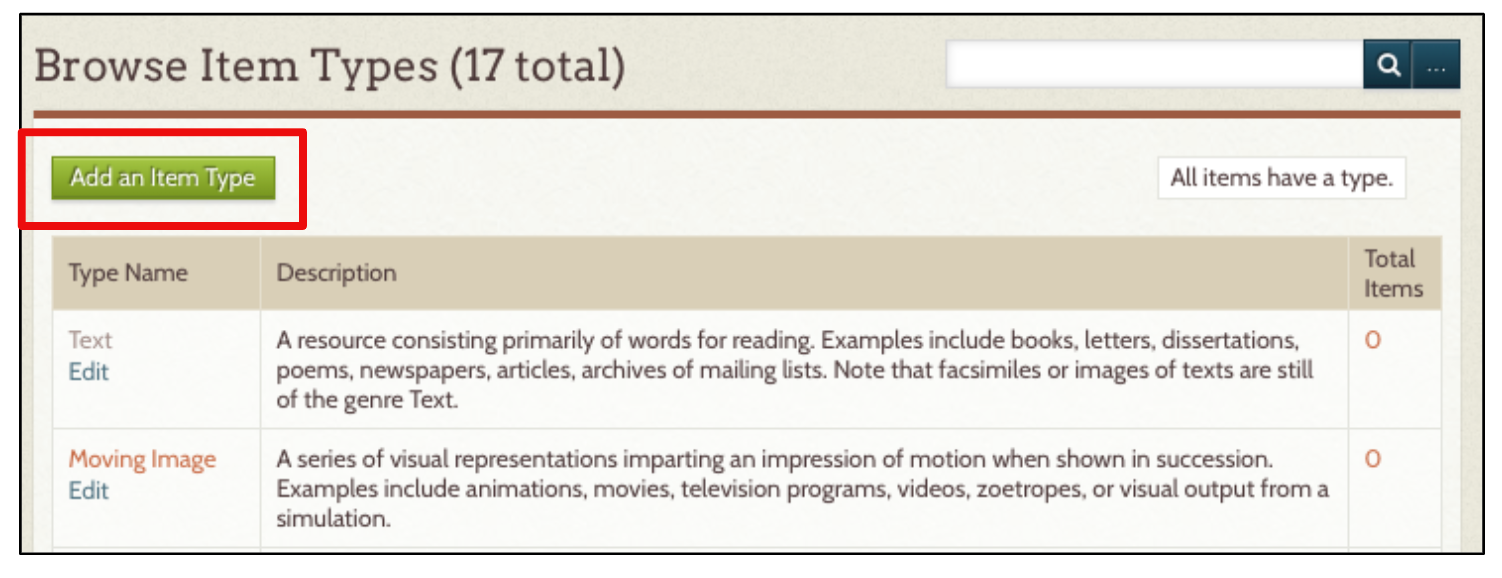 Browse Item Types (17 total)
...
Add an Item Type
All items have a type.
Type Name
Description
Total
Items
Text
Edit
A resource consisting primarily of words for reading. Examples include books, letters, dissertations,
poems, newspapers, articles, archives of mailing lists. Note that facsimiles or images of texts are still
of the genre Text.
0
Moving Image
Edit
A series of visual representations imparting an impression of motion when shown in succession.
Examples include animations, movies, television programs, videos, zoetropes, or visual output from a
simulation.
0